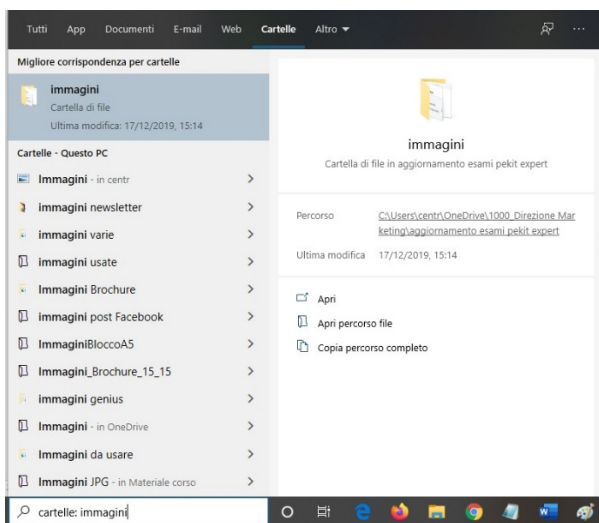 Tutti App Documenti E-mail Web Cartelle Altro
Migliore corrispondenza per cartelle
immagini
Cartella di file
Ultima modifica: 17/12/2019, 15:14
Cartelle - Questo PC
Immagini - in centr
immagini newsletter
immagini varie
immagini usate
Immagini Brochure
immagini post Facebook
ImmaginiBloccoA5
Immagini_Brochure_15_15
immagini genius
Immagini - in OneDrive
Immagini da usare
Immagini JPG - in Materiale corso
cartelle: immagini
immagini
Cartella di file in aggiornamento esami pekit expert
Percorso C:\Users\centr\OneDrive\1000_Direzione Mar
keting\aggiornamento esami pekit expert
Ultima modifica 17/12/2019, 15:14
Apri
Apri percorso file
Copia percorso completo